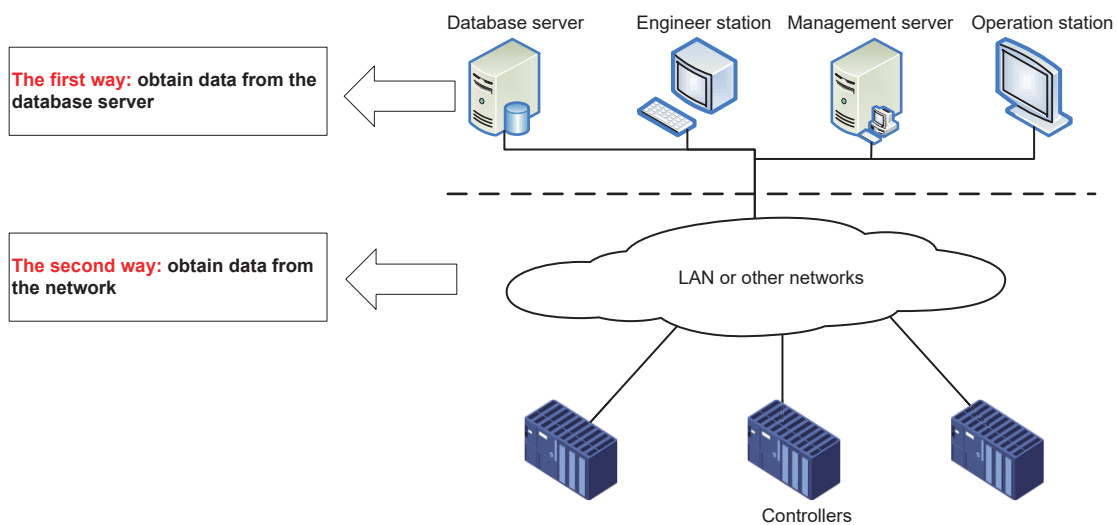 Database server
Engineer station
Management server
Operation station
The first way: obtain data from the
database server
The second way: obtain data from
the network
LAN or other networks
Controllers